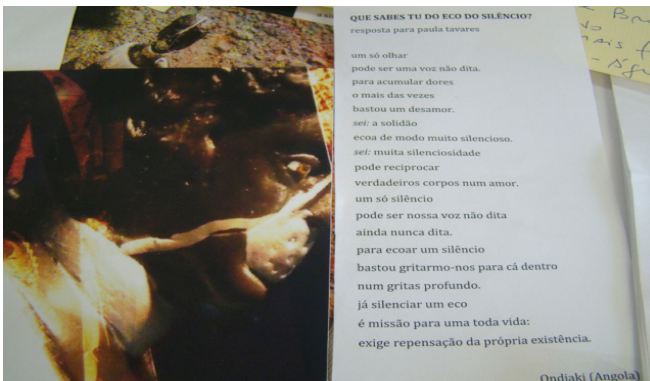 QUE SABES TU DO ECO DO SILÊNCIO?
resposta para paula tavares
um só olhar
pode ser uma voz não dita.
para acumular dores
o mais das vezes
bastou um desamor.
sei: a solidão
ecoa de modo muito silencioso.
sei: muita silenciosidade
pode reciprocar
verdadeiros corpos num amor.
um só silêncio
pode ser nossa voz não dita
ainda nunca dita.
para ecoar um silêncio
bastou gritarmo-nos para cá dentro
num gritas profundo.
já silenciar um eco
é missão para uma toda vida:
exige repensação da própria existência.
Ondjaki (Angola)